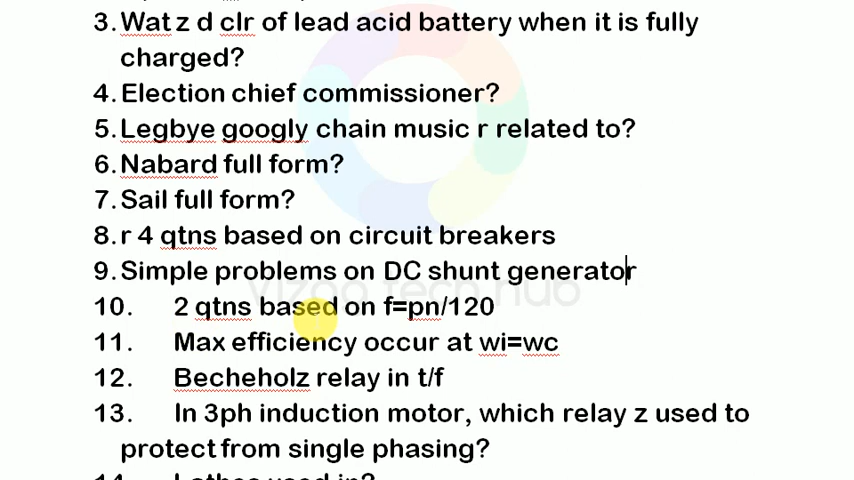 3. Wat z d clr of lead acid battery when it is fully
charged?
4. Election chief commissioner?
5. Legbye googly chain music r related to?
6. Nabard full form?
7. Sail full form?
8. r 4 qtns based on circuit breakers
9. Simple problems on DC shunt generator
10. 2 qtns based on f=pn/120
11. Max efficiency occur at wi=wc
12. Becheholz relay in t/f
13. In 3ph induction motor, which relay z used to
protect from single phasing?
14. Lathes used in?